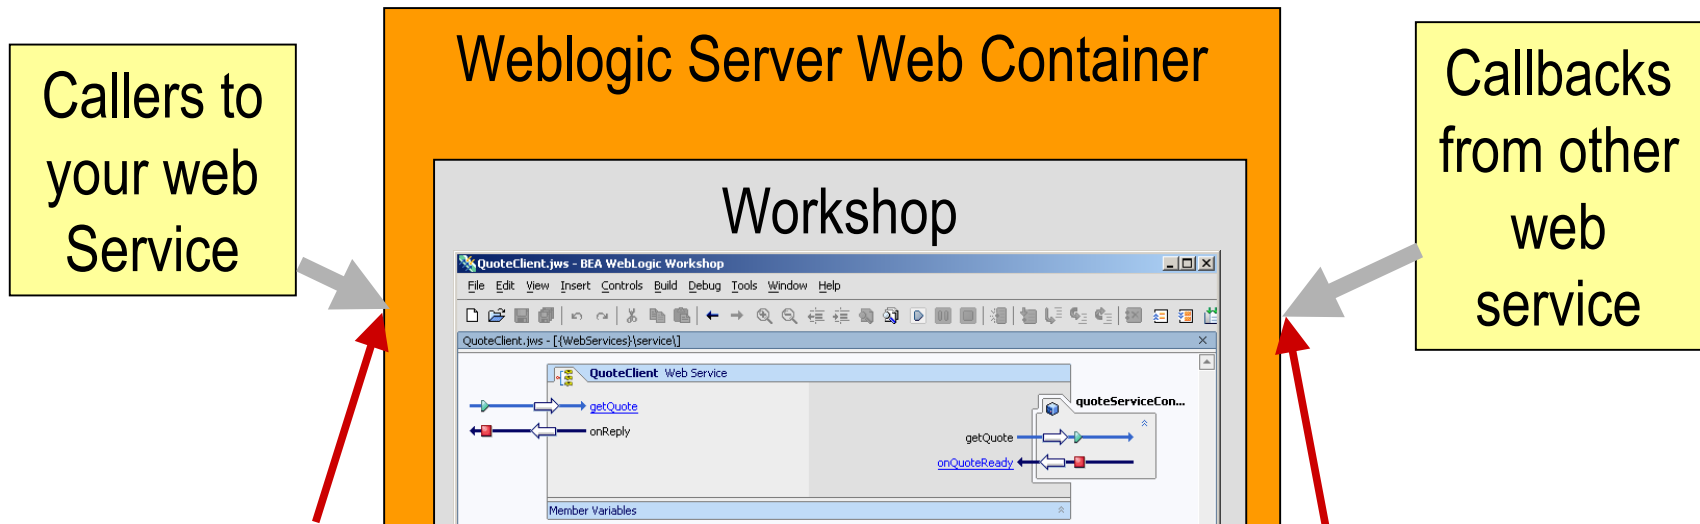 Weblogic Server Web Container
Callers to
your web
Service
Callbacks
from other
web
service
Workshop
QuoteClient.jws - BEA WebLogic Workshop
File Edit View Insert Controls Build Debug Tools Window Help
QuoteClient.jws - [{WebServices}\service\]
QuoteClient Web Service
getQuote
onReply
quoteServiceCon...
getQuote
onQuoteReady
Member Variables